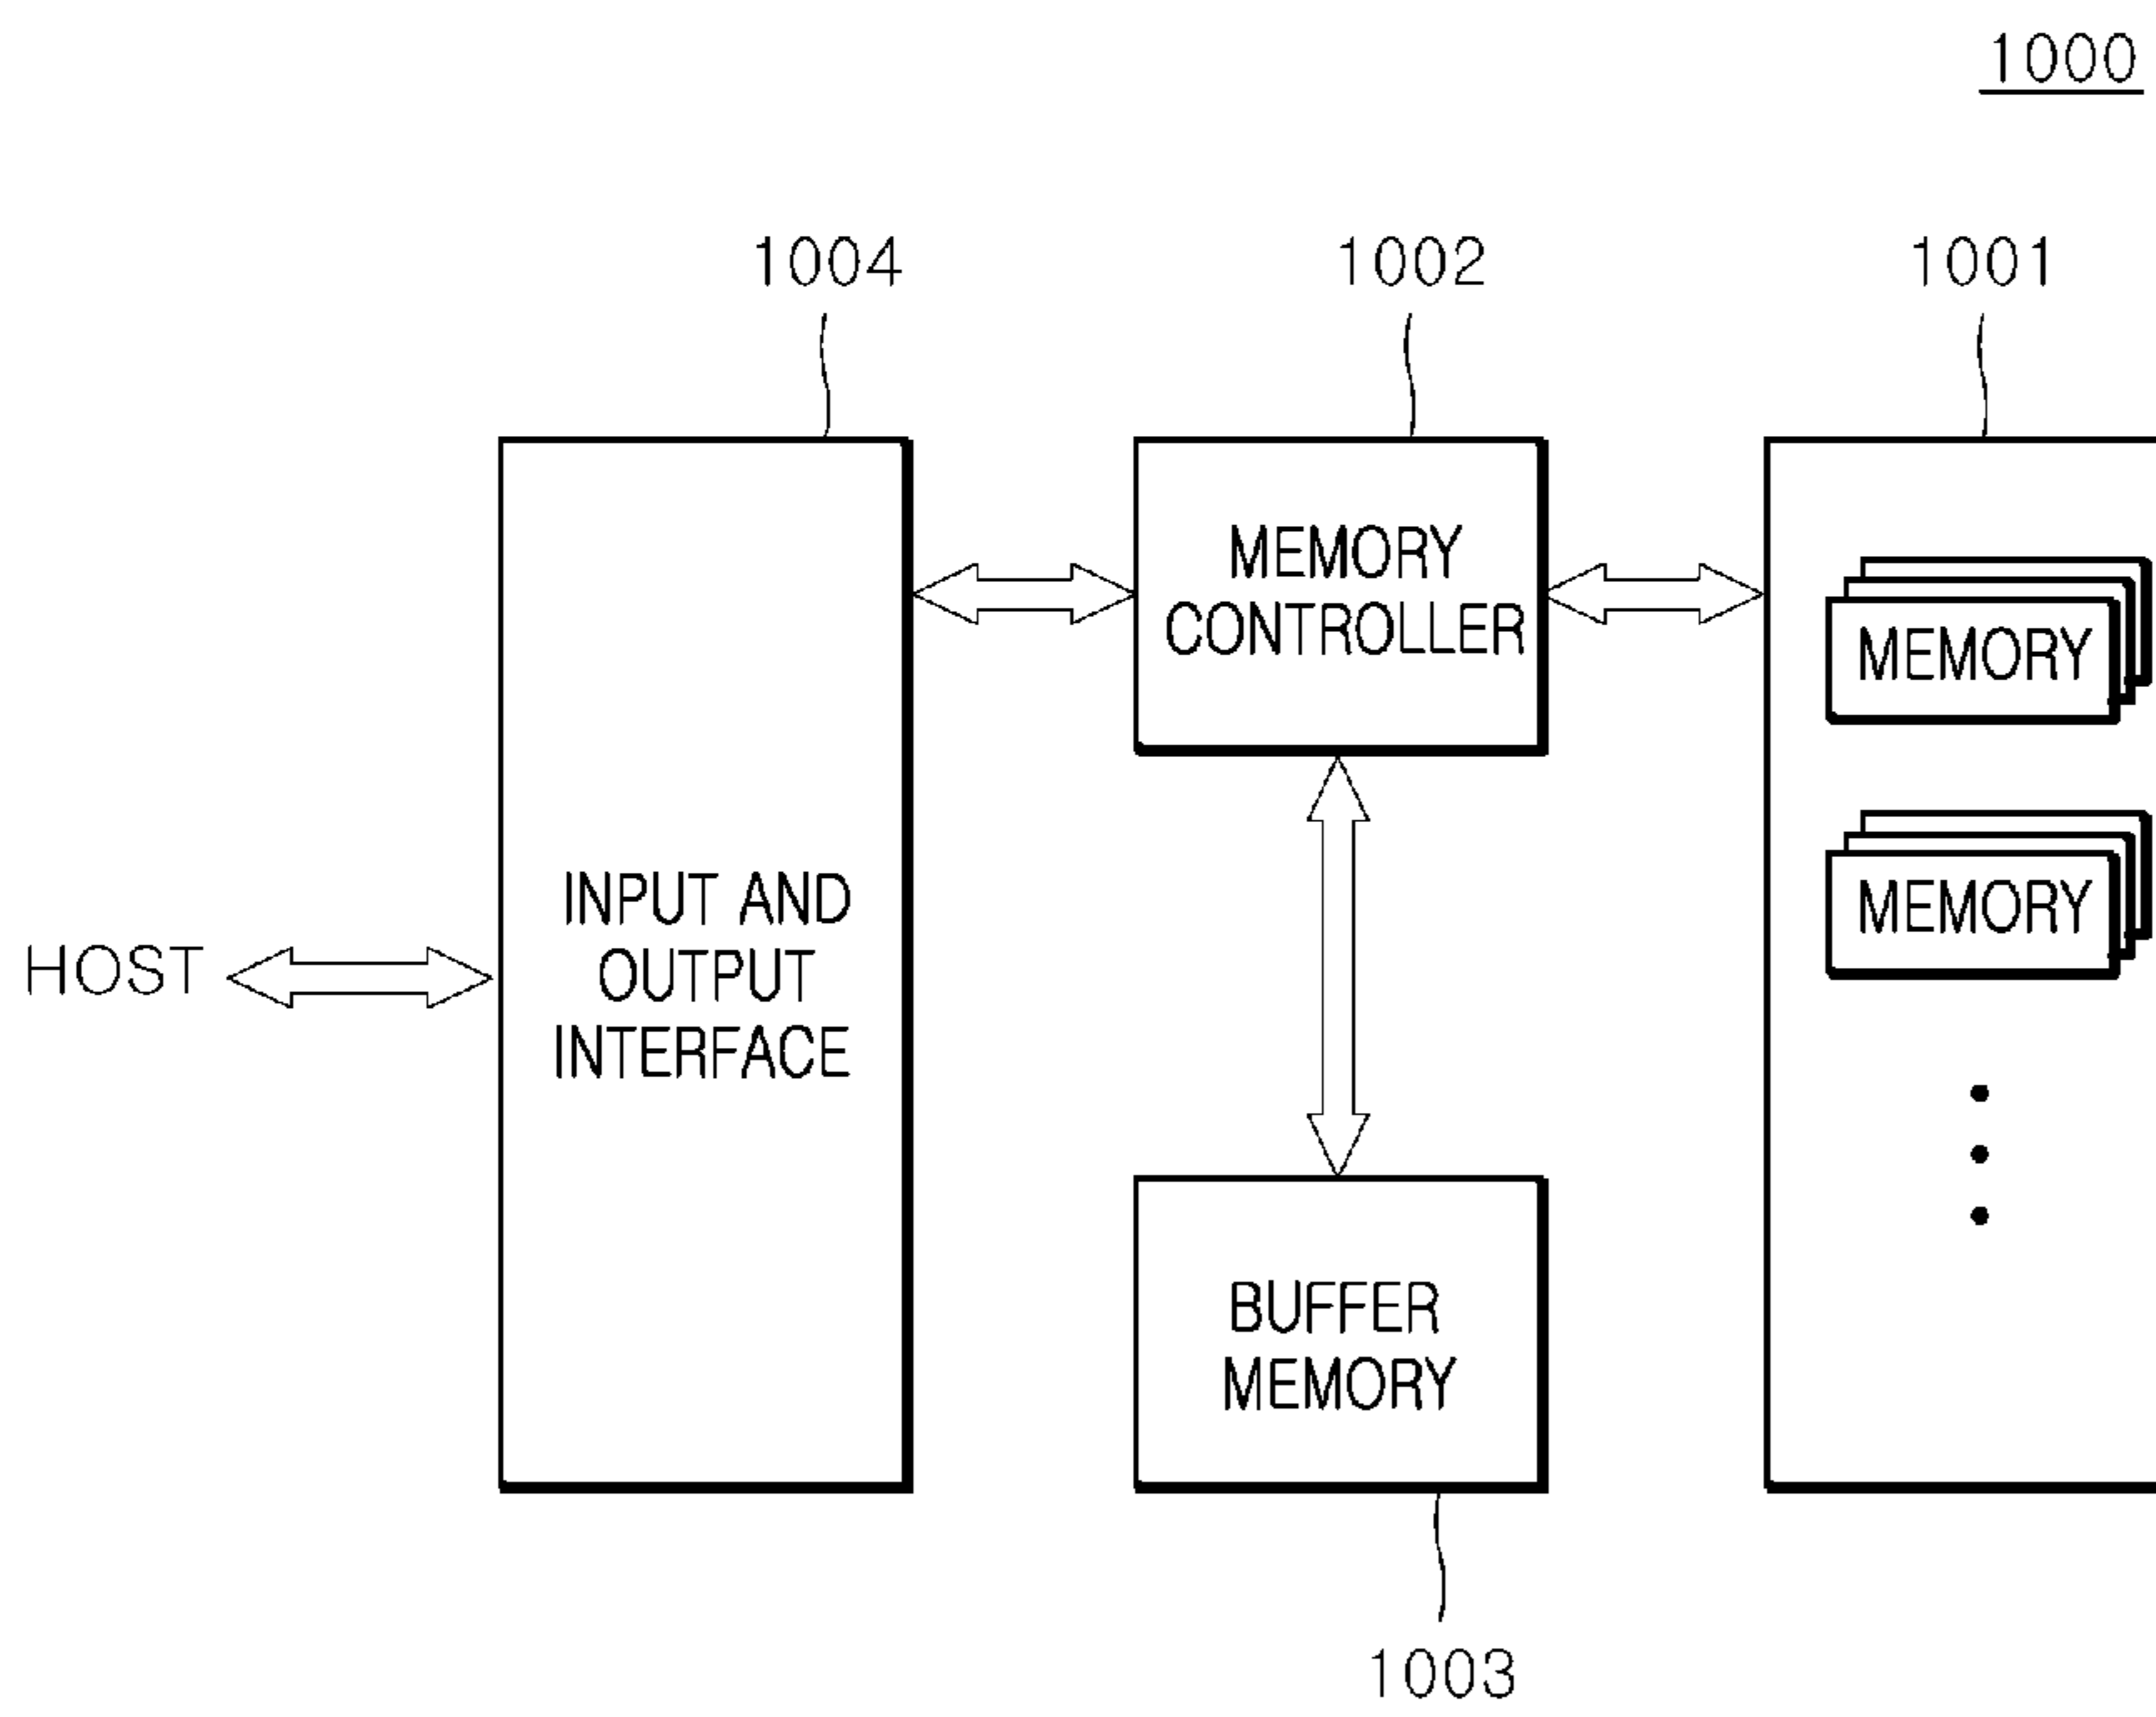 1000
1004
1002
1001
MEMORY
CONTROLLER
MEMORY
MEMORY
INPUT AND
OUTPUT
INTERFACE
HOST
BUFFER
MEMORY
1003